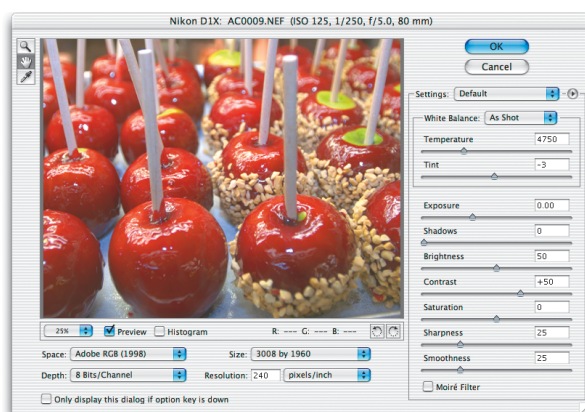 Nikon D1X: AC0009.NEF (ISO 125, 1/250, f/5.0, 80 mm)
OK
Cancel
Settings: Default
White Balance: As Shot
Temperature 4750
Tint -3
Exposure 0.00
Shadows 0
Brightness 50
Contrast +50
Saturation 0
Sharpness 25
Smoothness 25
Moiré Filter
25% Preview Histogram R: --- G: --- B: ---
Space: Adobe RGB (1998) Size: 3008 by 1960
Depth: 8 Bits/Channel Resolution: 240 pixels/inch
Only display this dialog if option key is down